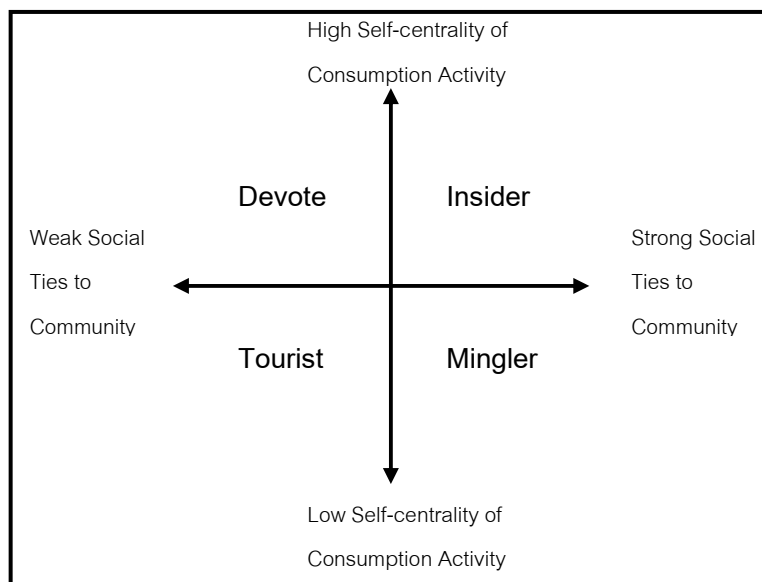 High Self-centrality of
Consumption Activity
Devote
Insider
Weak Social
Ties to
Community
Strong Social
Ties to
Community
Tourist
Mingler
Low Self-centrality of
Consumption Activity